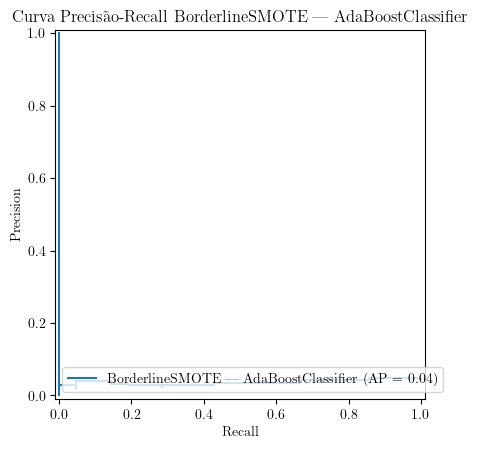 Curva Precisão-Recall BorderlineSMOTE — AdaBoostClassifier
1.0
0.8
0.6
0.4
0.2
0.0
Precision
BorderlineSMOTE — AdaBoostClassifier (AP = 0.04)
0.0 0.2 0.4 0.6 0.8 1.0
Recall